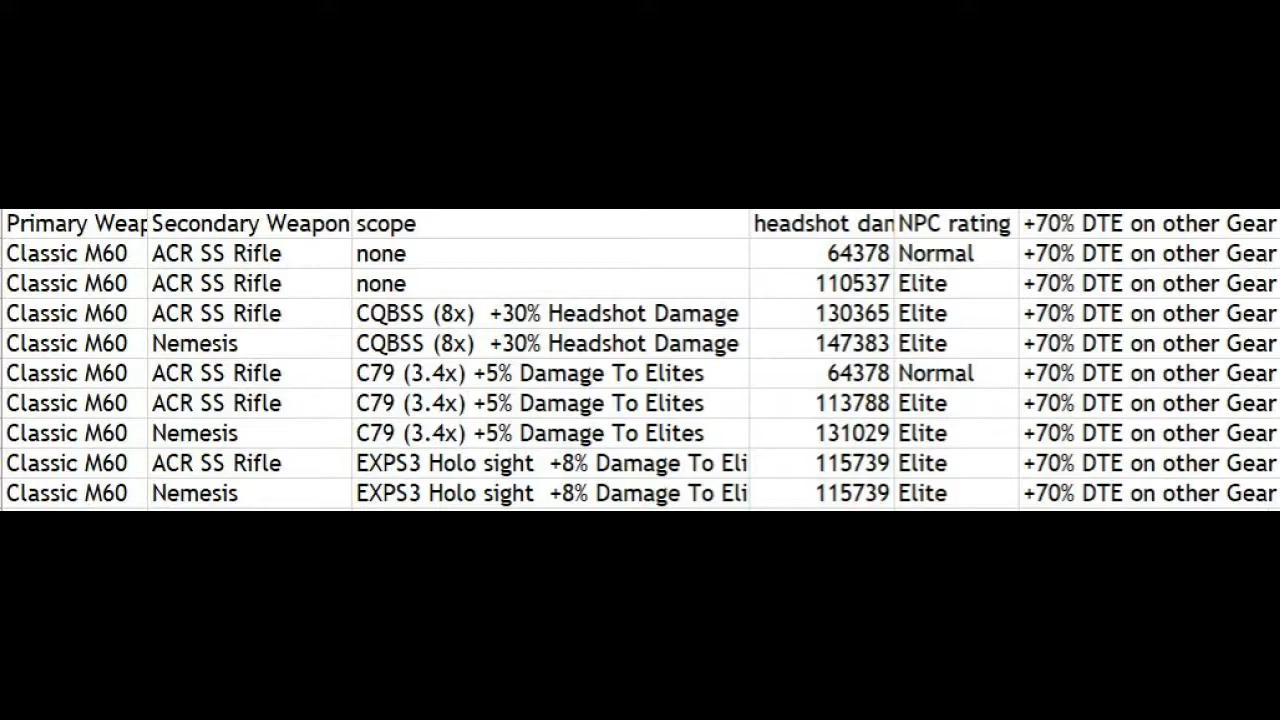 Primary Weap Secondary Weapon scope headshot dan NPC rating +70% DTE on other Gear
Classic M60 ACR SS Rifle none 64378 Normal +70% DTE on other Gear
Classic M60 ACR SS Rifle none 110537 Elite +70% DTE on other Gear
Classic M60 ACR SS Rifle CQBSS (8x) +30% Headshot Damage 130365 Elite +70% DTE on other Gear
Classic M60 Nemesis CQBSS (8x) +30% Headshot Damage 147383 Elite +70% DTE on other Gear
Classic M60 ACR SS Rifle C79 (3.4x) +5% Damage To Elites 64378 Normal +70% DTE on other Gear
Classic M60 ACR SS Rifle C79 (3.4x) +5% Damage To Elites 113788 Elite +70% DTE on other Gear
Classic M60 Nemesis C79 (3.4x) +5% Damage To Elites 131029 Elite +70% DTE on other Gear
Classic M60 ACR SS Rifle EXPS3 Holo sight +8% Damage To Eli 115739 Elite +70% DTE on other Gear
Classic M60 Nemesis EXPS3 Holo sight +8% Damage To Eli 115739 Elite +70% DTE on other Gear